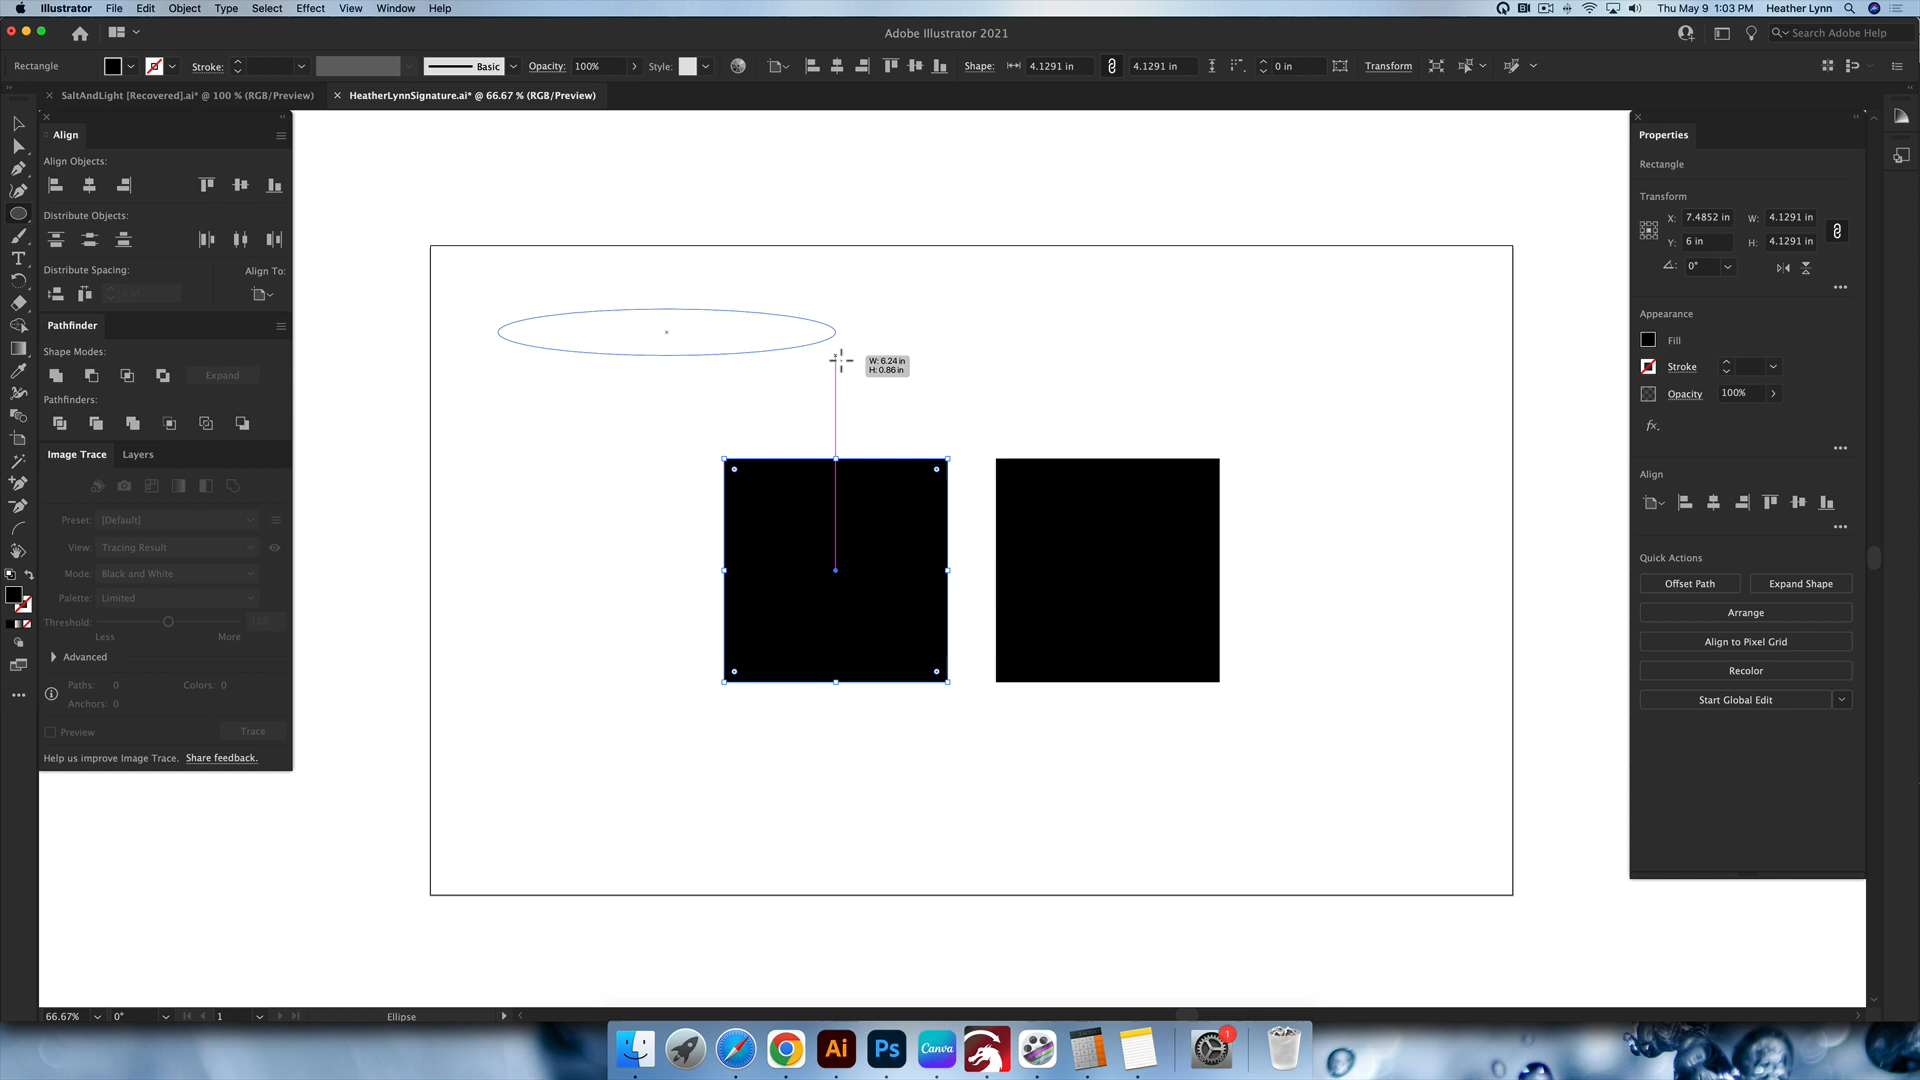 Illustrator File Edit Object Type Select Effect View Window Help
Thu May 9 1:03 PM Heather Lynn
Adobe Illustrator 2021
Search Adobe Help
Rectangle Stroke: Basic Opacity: 100% Style: Shape: 4.1291 in 4.1291 in 0 in Transform
SaltAndLight [Recovered].ai* @ 100 % (RGB/Preview)
HeatherLynnSignature.ai* @ 66.67 % (RGB/Preview)
Align
Align Objects:
Distribute Objects:
Distribute Spacing: Align To:
0 in
Pathfinder
Shape Modes:
Expand
Pathfinders:
Image Trace Layers
Preset: [Default]
View: Tracing Result
Mode: Black and White
Palette: Limited
Threshold: 128
Less More
Advanced
Paths: 0 Colors: 0
Anchors: 0
Preview Trace
Help us improve Image Trace. Share feedback.
W: 6.24 in
H: 0.86 in
Properties
Rectangle
Transform
X: 7.4852 in W: 4.1291 in
Y: 6 in H: 4.1291 in
0°
Appearance
Fill
Stroke
Opacity 100%
fx.
Align
Quick Actions
Offset Path Expand Shape
Arrange
Align to Pixel Grid
Recolor
Start Global Edit
66.67% 0° 1 Ellipse
Ai Ps Canva 1